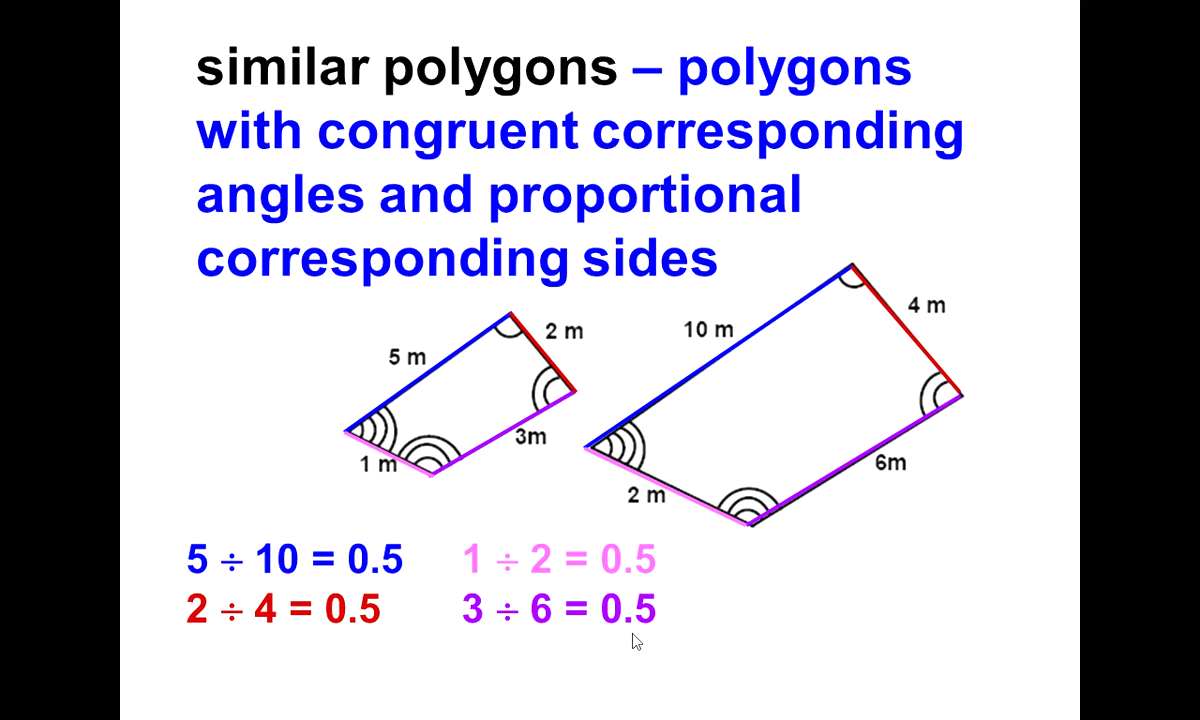 similar polygons – polygons
with congruent corresponding
angles and proportional
corresponding sides
5 m
2 m
3m
1 m
10 m
4 m
6m
2 m
5 ÷ 10 = 0.5
1 ÷ 2 = 0.5
2 ÷ 4 = 0.5
3 ÷ 6 = 0.5